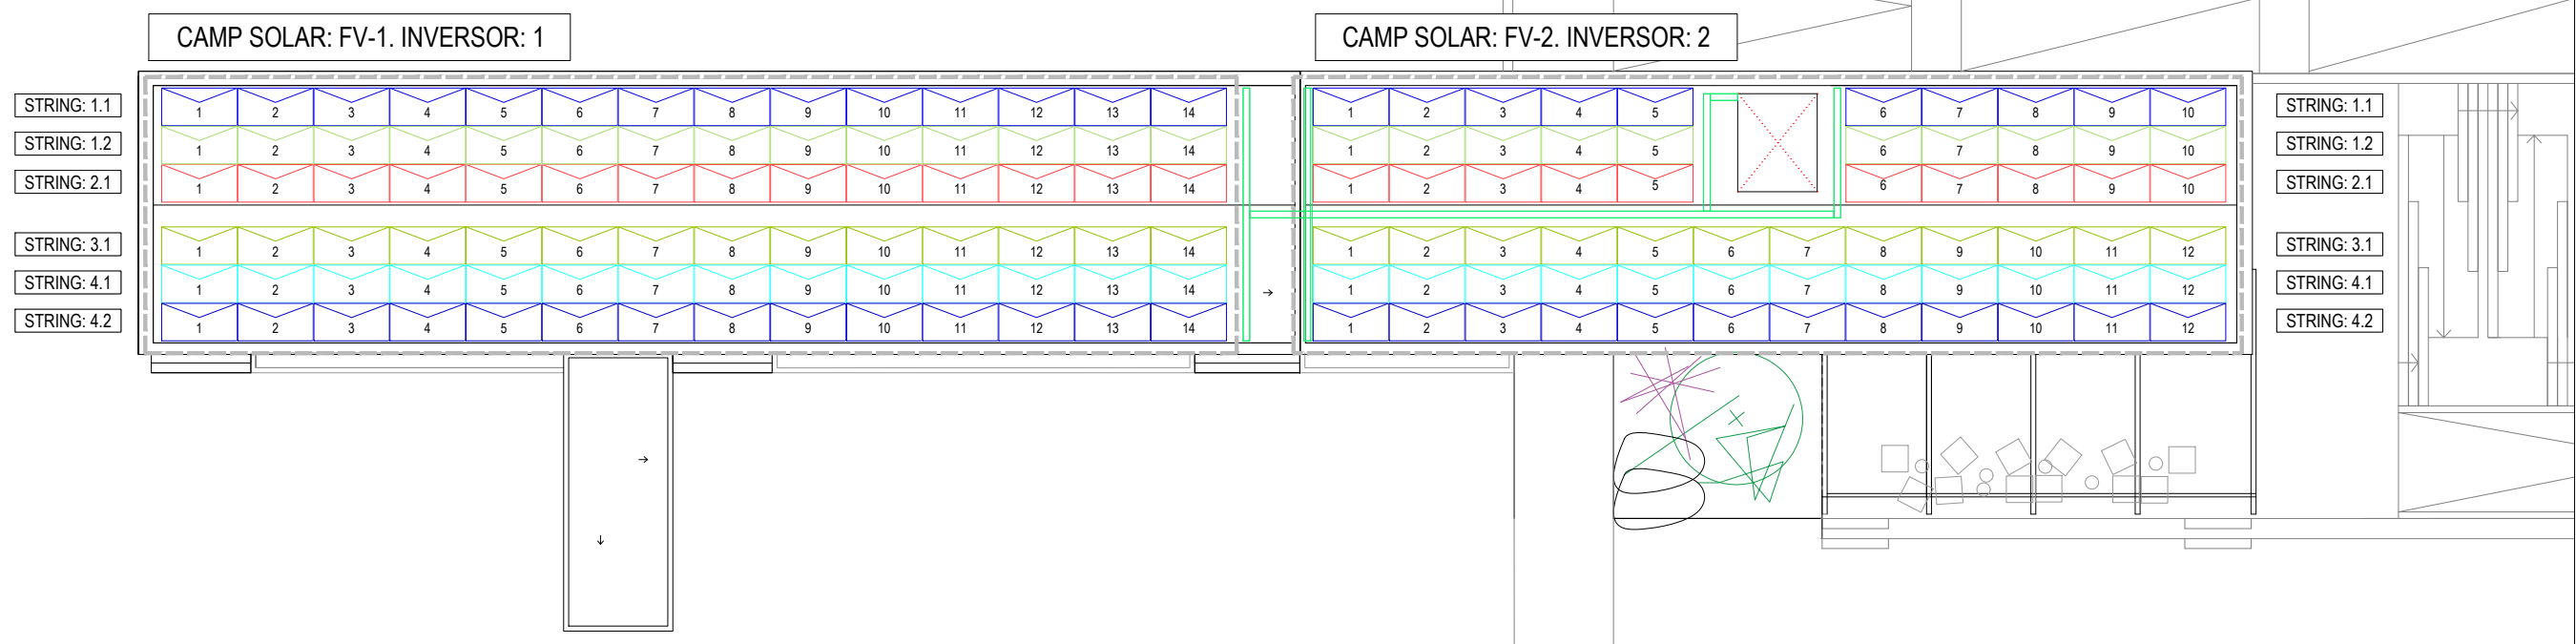 CAMP SOLAR: FV-1. INVERSOR: 1 CAMP SOLAR: FV-2. INVERSOR: 2
STRING: 1.1 1 2 3 4 5 6 7 8 9 10 11 12 13 14 1 2 3 4 5 6 7 8 9 10 STRING: 1.1
STRING: 1.2 1 2 3 4 5 6 7 8 9 10 11 12 13 14 1 2 3 4 5 6 7 8 9 10 STRING: 1.2
STRING: 2.1 1 2 3 4 5 6 7 8 9 10 11 12 13 14 1 2 3 4 5 6 7 8 9 10 STRING: 2.1
STRING: 3.1 1 2 3 4 5 6 7 8 9 10 11 12 13 14 1 2 3 4 5 6 7 8 9 10 11 12 STRING: 3.1
STRING: 4.1 1 2 3 4 5 6 7 8 9 10 11 12 13 14 1 2 3 4 5 6 7 8 9 10 11 12 STRING: 4.1
STRING: 4.2 1 2 3 4 5 6 7 8 9 10 11 12 13 14 1 2 3 4 5 6 7 8 9 10 11 12 STRING: 4.2